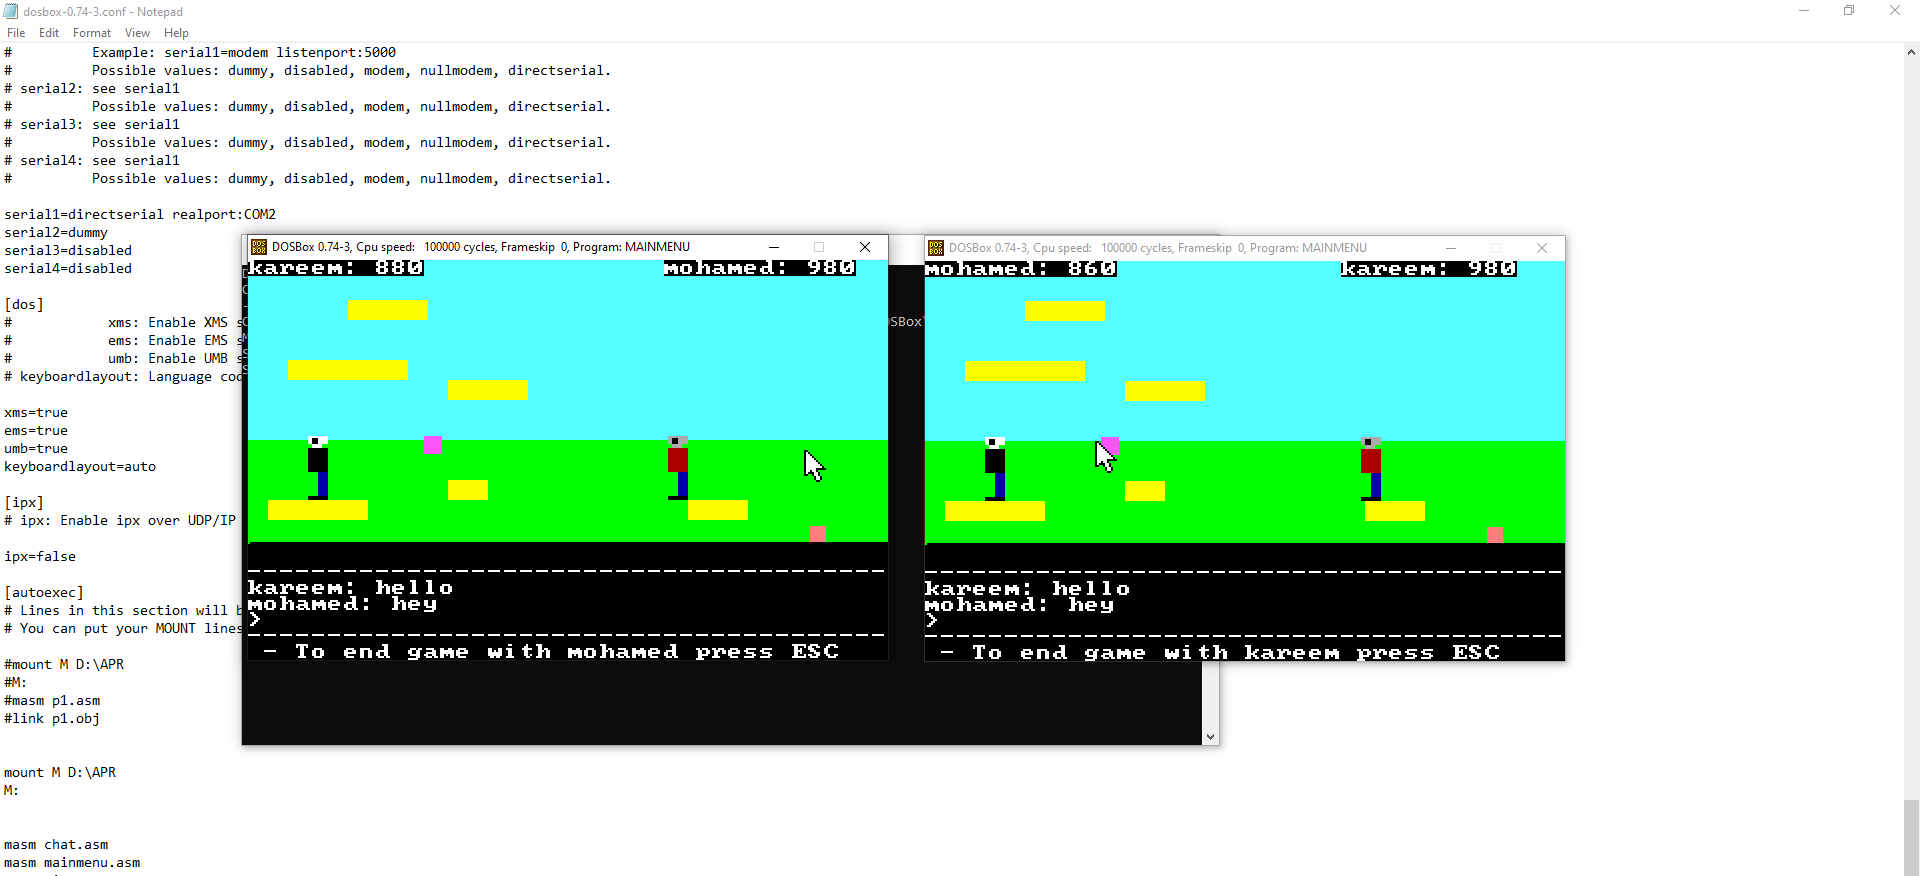 dosbox-0.74-3.conf - Notepad
File Edit Format View Help
#          Example: serial1=modem listenport:5000
#          Possible values: dummy, disabled, modem, nullmodem, directserial.
# serial2: see serial1
#          Possible values: dummy, disabled, modem, nullmodem, directserial.
# serial3: see serial1
#          Possible values: dummy, disabled, modem, nullmodem, directserial.
# serial4: see serial1
#          Possible values: dummy, disabled, modem, nullmodem, directserial.
serial1=directserial realport:COM2
serial2=dummy
serial3=disabled
serial4=disabled
[dos]
#            xms: Enable XMS s
#            ems: Enable EMS s
#            umb: Enable UMB s
# keyboardlayout: Language cod
xms=true
ems=true
umb=true
keyboardlayout=auto
[ipx]
# ipx: Enable ipx over UDP/IP
ipx=false
[autoexec]
# Lines in this section will b
# You can put your MOUNT lines
#mount M D:\APR
#M:
#masm p1.asm
#link p1.obj
mount M D:\APR
M:
masm chat.asm
masm mainmenu.asm
DOSBox 0.74-3, Cpu speed: 100000 cycles, Frameskip 0, Program: MAINMENU
kareem: 880 mohamed: 980
kareem: hello
mohamed: hey
>
- To end game with mohamed press ESC
OSBox
DOSBox 0.74-3, Cpu speed: 100000 cycles, Frameskip 0, Program: MAINMENU
mohamed: 860 kareem: 980
kareem: hello
mohamed: hey
>
- To end game with kareem press ESC